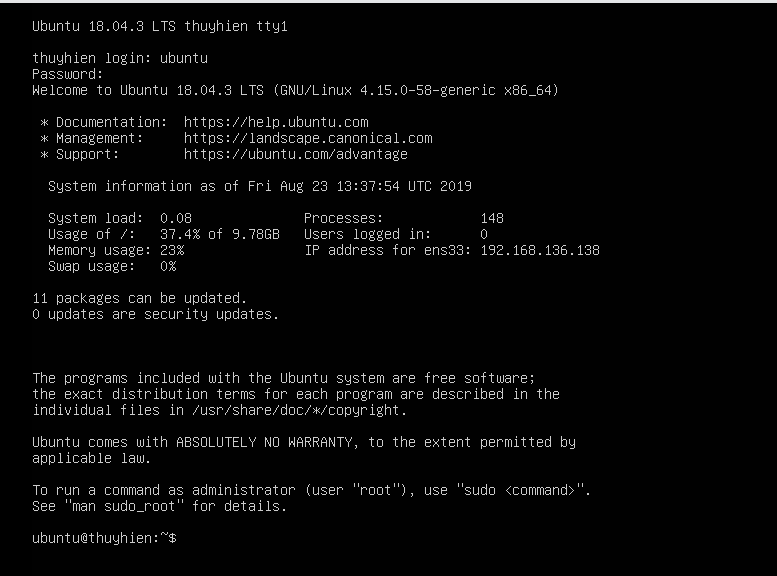 Ubuntu 18.04.3 LTS thuyhien tty1
thuyhien login: ubuntu
Password:
Welcome to Ubuntu 18.04.3 LTS (GNU/Linux 4.15.0-58-generic x86_64)
* Documentation:  https://help.ubuntu.com
* Management:     https://landscape.canonical.com
* Support:        https://ubuntu.com/advantage
System information as of Fri Aug 23 13:37:54 UTC 2019
System load:  0.08              Processes:            148
Usage of /:   37.4% of 9.78GB   Users logged in:      0
Memory usage: 23%               IP address for ens33: 192.168.136.138
Swap usage:   0%
11 packages can be updated.
0 updates are security updates.
The programs included with the Ubuntu system are free software;
the exact distribution terms for each program are described in the
individual files in /usr/share/doc/*/copyright.
Ubuntu comes with ABSOLUTELY NO WARRANTY, to the extent permitted by
applicable law.
To run a command as administrator (user "root"), use "sudo <command>".
See "man sudo_root" for details.
ubuntu@thuyhien:~$